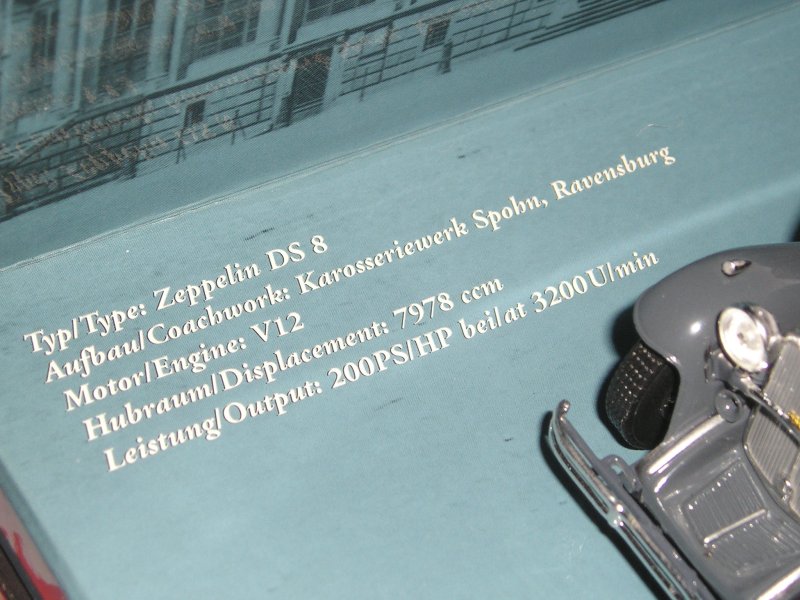 Typ/Type: Zeppelin DS 8
Aufbau/Coachwork: Karosseriewerk Spohn, Ravensburg
Motor/Engine: V12
Hubraum/Displacement: 7978 ccm
Leistung/Output: 200PS/HP bei/at 3200U/min